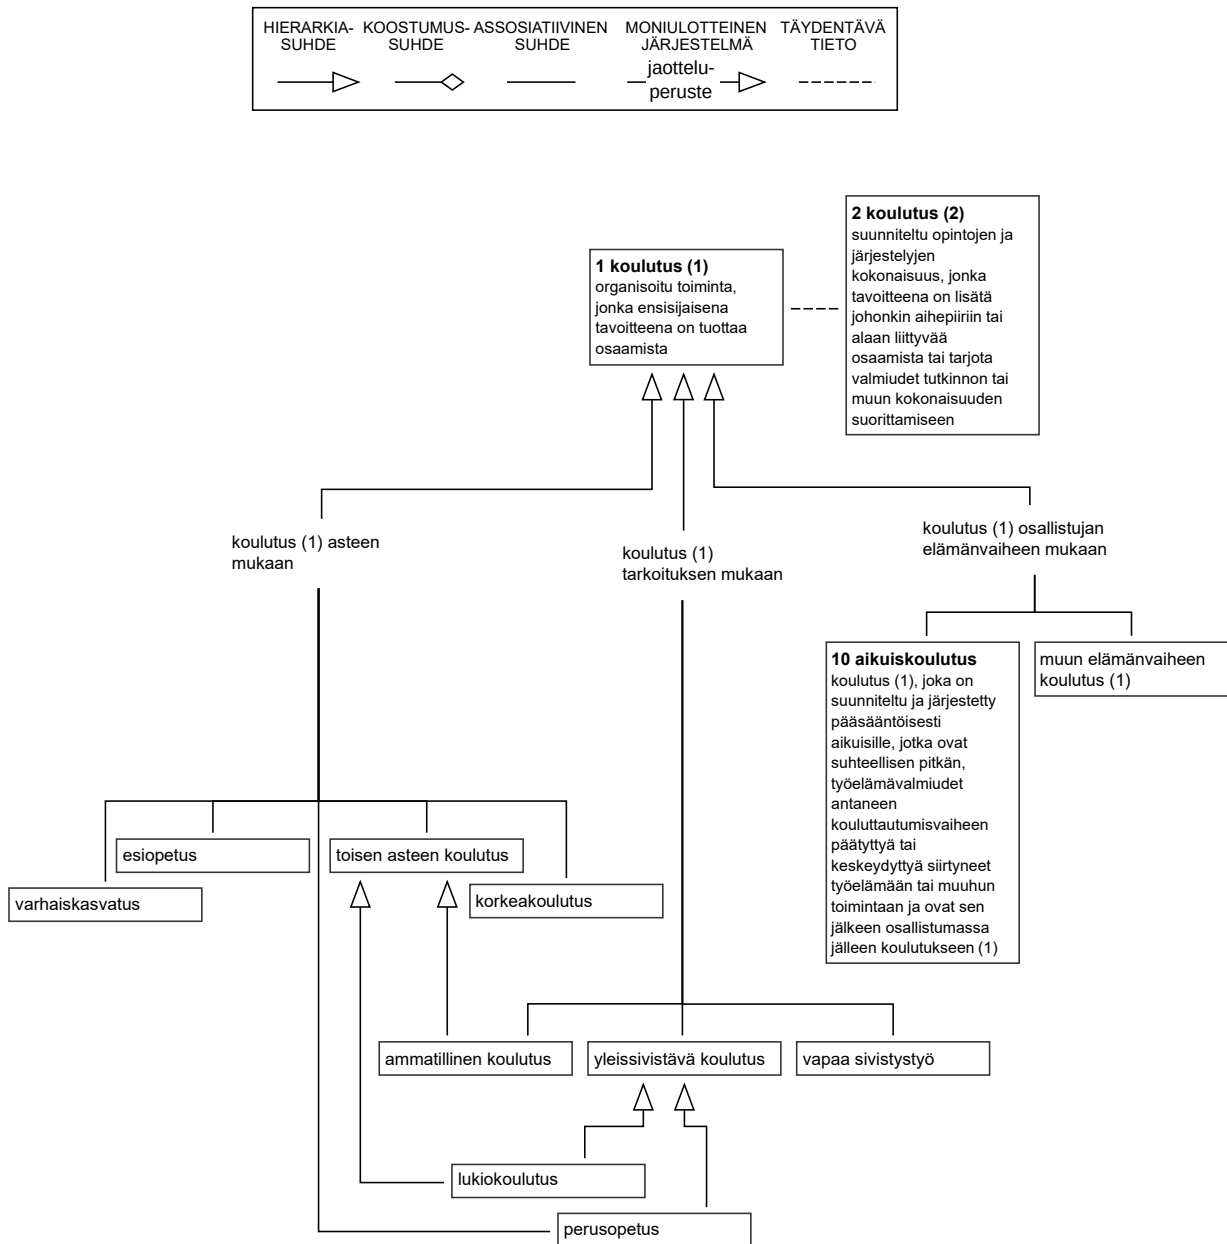 HIERARKIA-
SUHDE
KOOSTUMUS-
SUHDE
ASSOSIATIIVINEN
SUHDE
MONIULOTTEINEN
JÄRJESTELMÄ
jaottelu-
peruste
TÄYDENTÄVÄ
TIETO
1 koulutus (1)
organisoitu toiminta,
jonka ensisijaisena
tavoitteena on tuottaa
osaamista
2 koulutus (2)
suunniteltu opintojen ja
järjestelyjen
kokonaisuus, jonka
tavoitteena on lisätä
johonkin aihepiiriin tai
alaan liittyvää
osaamista tai tarjota
valmiudet tutkinnon tai
muun kokonaisuuden
suorittamiseen
koulutus (1) asteen
mukaan
koulutus (1)
tarkoituksen mukaan
koulutus (1) osallistujan
elämänvaiheen mukaan
10 aikuiskoulutus
koulutus (1), joka on
suunniteltu ja järjestetty
pääsääntöisesti
aikuisille, jotka ovat
suhteellisen pitkän,
työelämävalmiudet
antaneen
kouluttautumisvaiheen
päätyttyä tai
keskeydyttyä siirtyneet
työelämään tai muuhun
toimintaan ja ovat sen
jälkeen osallistumassa
jälleen koulutukseen (1)
muun elämänvaiheen
koulutus (1)
esiopetus
toisen asteen koulutus
varhaiskasvatus
korkeakoulutus
ammatillinen koulutus
yleissivistävä koulutus
vapaa sivistystyö
lukiokoulutus
perusopetus